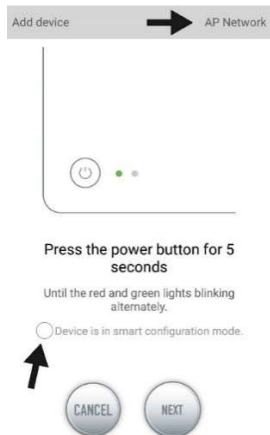 Add device AP Network
Press the power button for 5
seconds
Until the red and green lights blinking
alternately.
Device is in smart configuration mode.
CANCEL NEXT